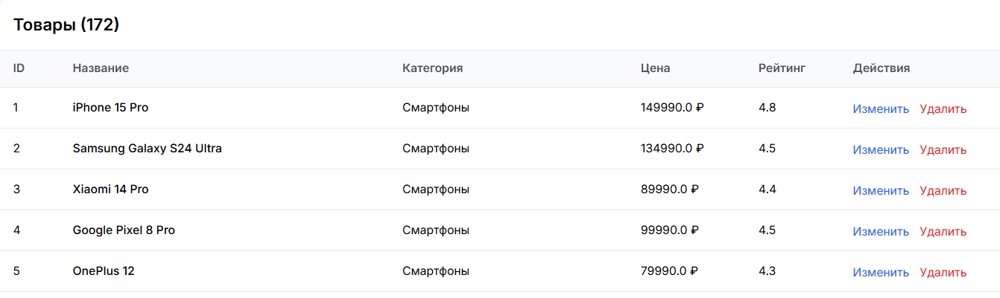 Товары (172)
ID Название Категория Цена Рейтинг Действия
1 iPhone 15 Pro Смартфоны 149990.0 ₽ 4.8 Изменить Удалить
2 Samsung Galaxy S24 Ultra Смартфоны 134990.0 ₽ 4.5 Изменить Удалить
3 Xiaomi 14 Pro Смартфоны 89990.0 ₽ 4.4 Изменить Удалить
4 Google Pixel 8 Pro Смартфоны 99990.0 ₽ 4.5 Изменить Удалить
5 OnePlus 12 Смартфоны 79990.0 ₽ 4.3 Изменить Удалить